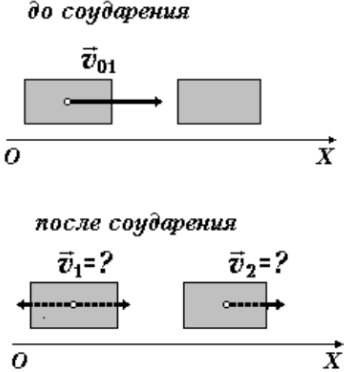 до соударения
v⃗₀₁
O X
после соударения
v⃗₁=? v⃗₂=?
O X